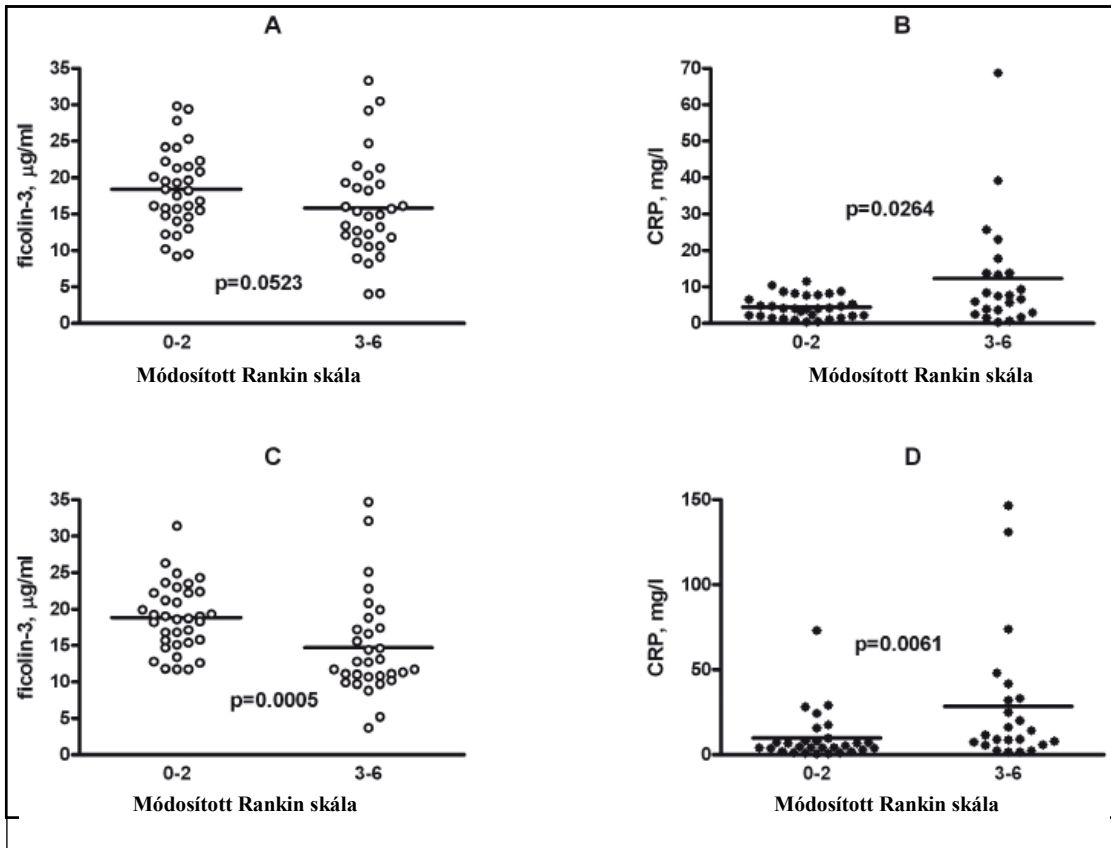 A
35
30
25
20
15
10
5
0
ficolin-3, µg/ml
p=0.0523
0-2
3-6
Módosított Rankin skála
B
70
60
50
40
30
20
10
0
CRP, mg/l
p=0.0264
0-2
3-6
Módosított Rankin skála
C
35
30
25
20
15
10
5
0
ficolin-3, µg/ml
p=0.0005
0-2
3-6
Módosított Rankin skála
D
150
100
50
0
CRP, mg/l
p=0.0061
0-2
3-6
Módosított Rankin skála